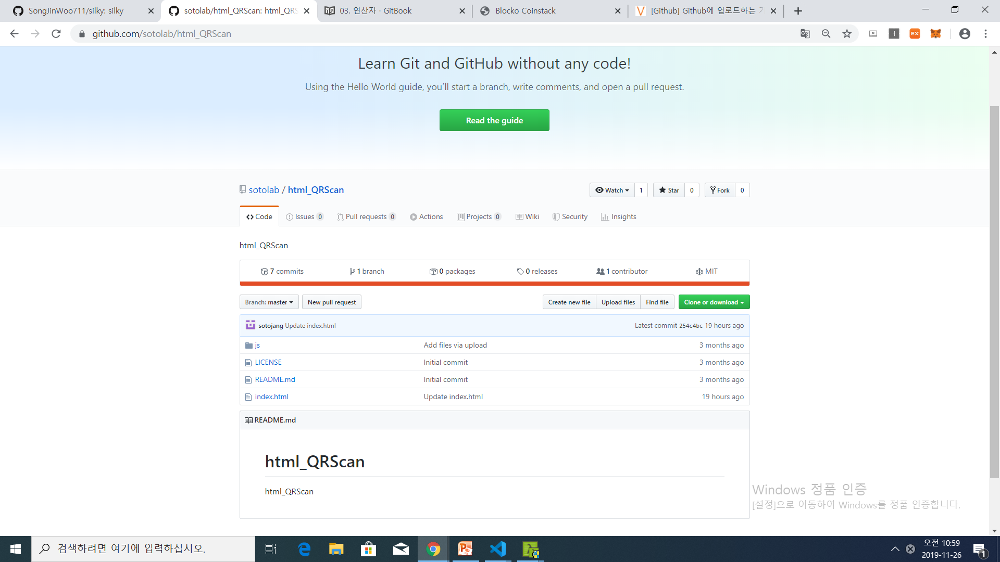 SongJinWoo711/silky: silky
sotolab/html_QRScan: html_QRS
03. 연산자 · GitBook
Blocko Coinstack
[Github] Github에 업로드하는
github.com/sotolab/html_QRScan
Learn Git and GitHub without any code!
Using the Hello World guide, you’ll start a branch, write comments, and open a pull request.
Read the guide
sotolab / html_QRScan
Watch 1
Star 0
Fork 0
Code
Issues 0
Pull requests 0
Actions
Projects 0
Wiki
Security
Insights
html_QRScan
7 commits
1 branch
0 packages
0 releases
1 contributor
MIT
Branch: master
New pull request
Create new file
Upload files
Find file
Clone or download
sotojang Update index.html
Latest commit 254c4bc 19 hours ago
js Add files via upload 3 months ago
LICENSE Initial commit 3 months ago
README.md Initial commit 3 months ago
index.html Update index.html 19 hours ago
README.md
html_QRScan
html_QRScan
Windows 정품 인증
[설정]으로 이동하여 Windows를 정품 인증합니다.
검색하려면 여기에 입력하십시오.
오전 10:59
2019-11-26
1